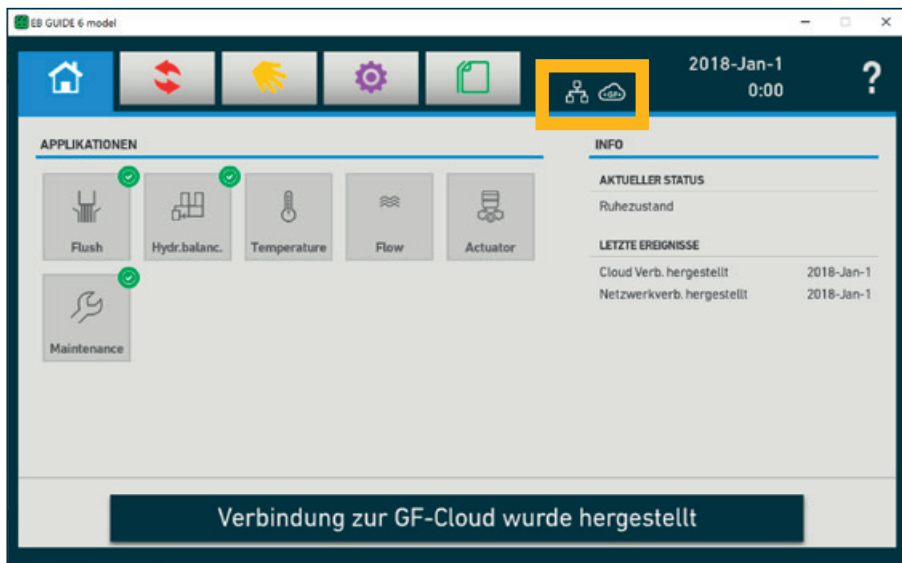 EB GUIDE 6 model
2018-Jan-1
0:00
?
+GF+
APPLIKATIONEN
Flush
Hydr.balanc.
Temperature
Flow
Actuator
Maintenance
INFO
AKTUELLER STATUS
Ruhezustand
LETZTE EREIGNISSE
Cloud Verb. hergestellt 2018-Jan-1
Netzwerkverb. hergestellt 2018-Jan-1
Verbindung zur GF-Cloud wurde hergestellt